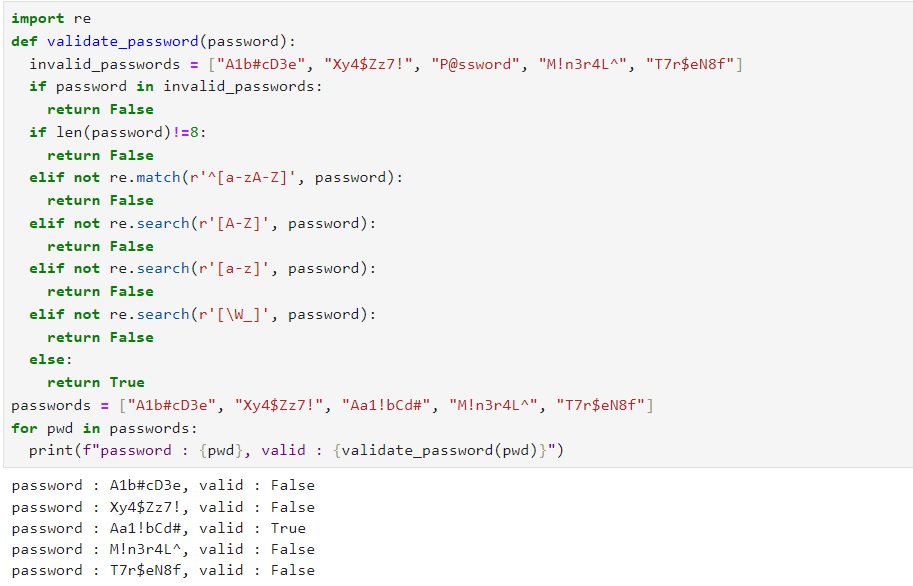 import re
def validate_password(password):
  invalid_passwords = ["A1b#cD3e", "Xy4$Zz7!", "P@ssword", "M!n3r4L^", "T7r$eN8f"]
  if password in invalid_passwords:
    return False
  if len(password)!=8:
    return False
  elif not re.match(r'^[a-zA-Z]', password):
    return False
  elif not re.search(r'[A-Z]', password):
    return False
  elif not re.search(r'[a-z]', password):
    return False
  elif not re.search(r'[\W_]', password):
    return False
  else:
    return True
passwords = ["A1b#cD3e", "Xy4$Zz7!", "Aa1!bCd#", "M!n3r4L^", "T7r$eN8f"]
for pwd in passwords:
  print(f"password : {pwd}, valid : {validate_password(pwd)}")
password : A1b#cD3e, valid : False
password : Xy4$Zz7!, valid : False
password : Aa1!bCd#, valid : True
password : M!n3r4L^, valid : False
password : T7r$eN8f, valid : False